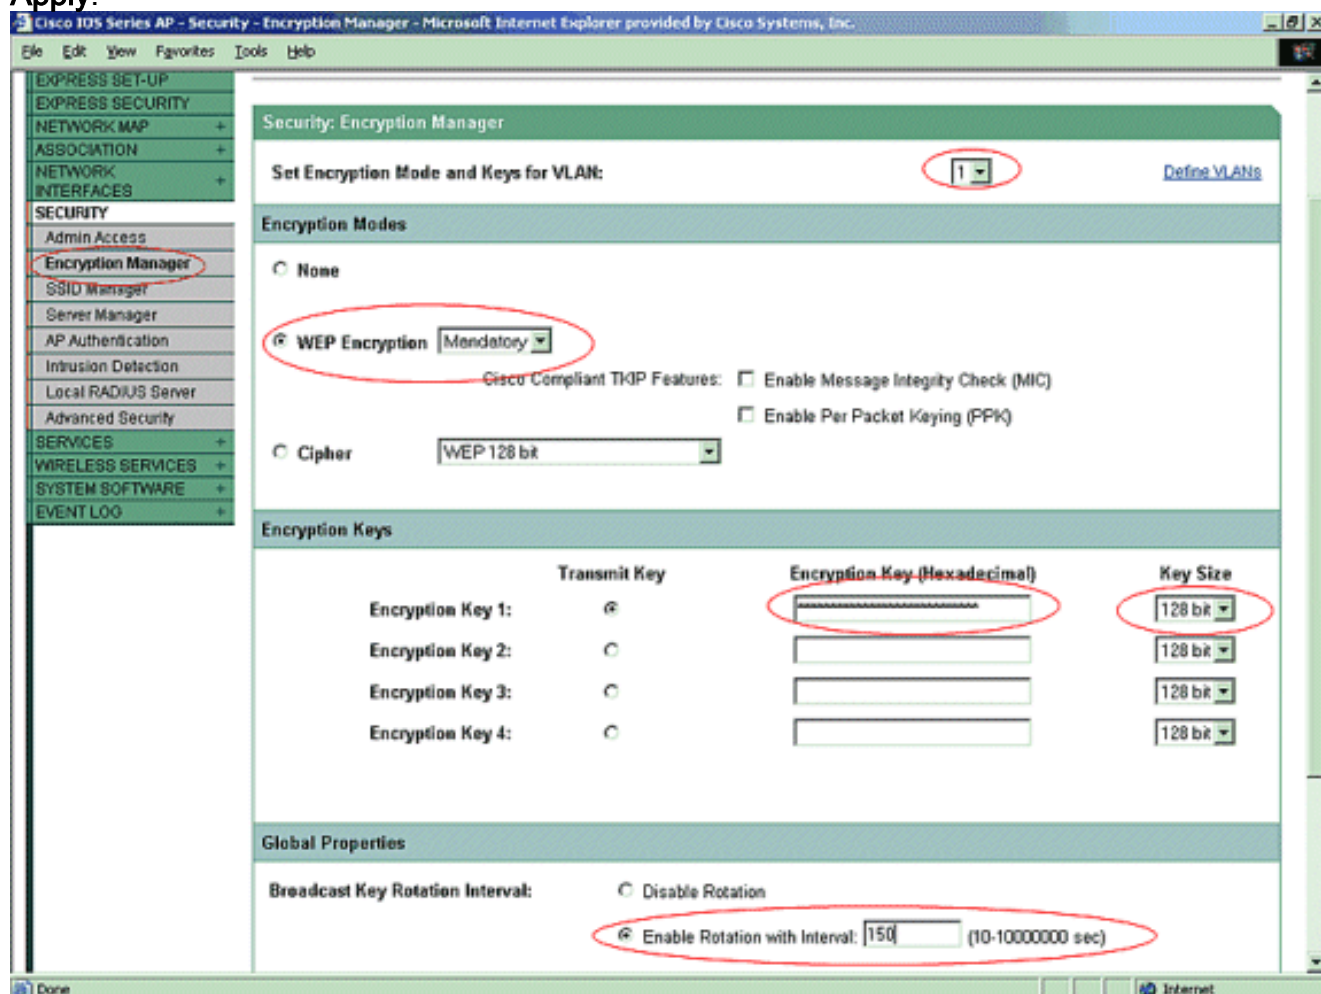 Apply.
Cisco IOS Series AP - Security - Encryption Manager - Microsoft Internet Explorer provided by Cisco Systems, Inc.
File Edit View Favorites Tools Help
EXPRESS SET-UP
EXPRESS SECURITY
NETWORK MAP +
ASSOCIATION +
NETWORK INTERFACES +
SECURITY
Admin Access
Encryption Manager
SSID Manager
Server Manager
AP Authentication
Intrusion Detection
Local RADIUS Server
Advanced Security
SERVICES +
WIRELESS SERVICES +
SYSTEM SOFTWARE +
EVENT LOG +
Security: Encryption Manager
Set Encryption Mode and Keys for VLAN: 1 Define VLANs
Encryption Modes
None
WEP Encryption Mandatory
Cisco Compliant TKIP Features: Enable Message Integrity Check (MIC)
Enable Per Packet Keying (PPK)
Cipher WEP 128 bit
Encryption Keys
Transmit Key Encryption Key (Hexadecimal) Key Size
Encryption Key 1: 128 bit
Encryption Key 2: 128 bit
Encryption Key 3: 128 bit
Encryption Key 4: 128 bit
Global Properties
Broadcast Key Rotation Interval: Disable Rotation
Enable Rotation with Interval: 150 (10-10000000 sec)
Done Internet